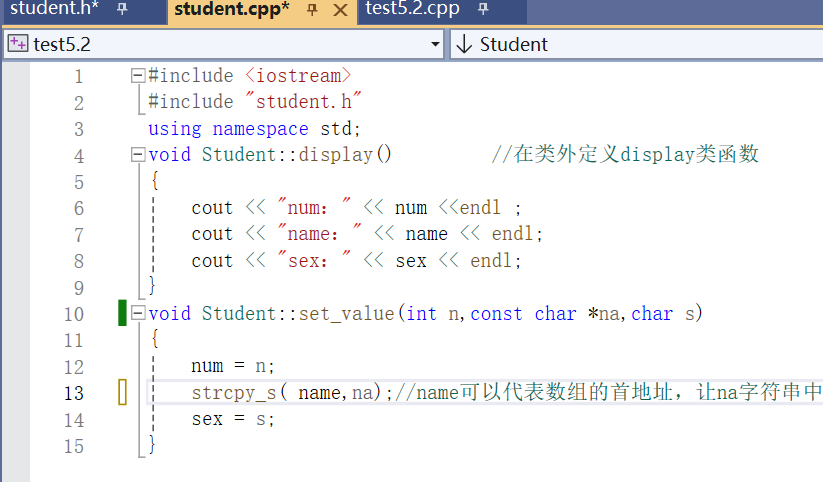 student.h*
student.cpp*
test5.2.cpp
test5.2
Student
1 #include <iostream>
2 #include "student.h"
3 using namespace std;
4 void Student::display() //在类外定义display类函数
5 {
6 cout << "num：" << num <<endl ;
7 cout << "name：" << name << endl;
8 cout << "sex：" << sex << endl;
9 }
10 void Student::set_value(int n,const char *na,char s)
11 {
12 num = n;
13 strcpy_s( name,na);//name可以代表数组的首地址，让na字符串中
14 sex = s;
15 }